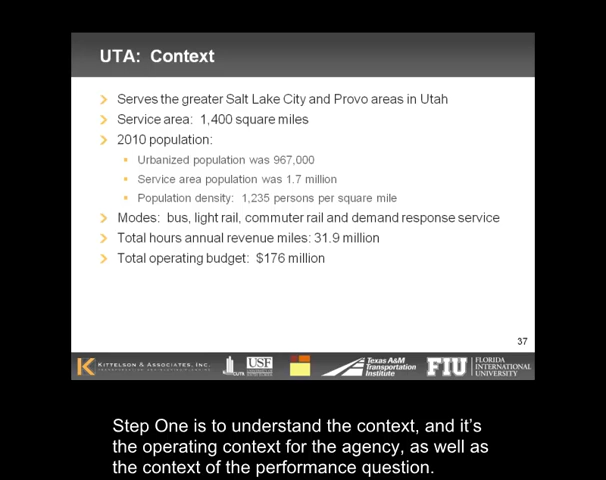 UTA: Context
Serves the greater Salt Lake City and Provo areas in Utah
Service area: 1,400 square miles
2010 population:
Urbanized population was 967,000
Service area population was 1.7 million
Population density: 1,235 persons per square mile
Modes: bus, light rail, commuter rail and demand response service
Total hours annual revenue miles: 31.9 million
Total operating budget: $176 million
37
KITTELSON & ASSOCIATES, INC.
CUTR
USF
Texas A&M
Transportation
Institute
FIU
FLORIDA
INTERNATIONAL
UNIVERSITY
Step One is to understand the context, and it's
the operating context for the agency, as well as
the context of the performance question.